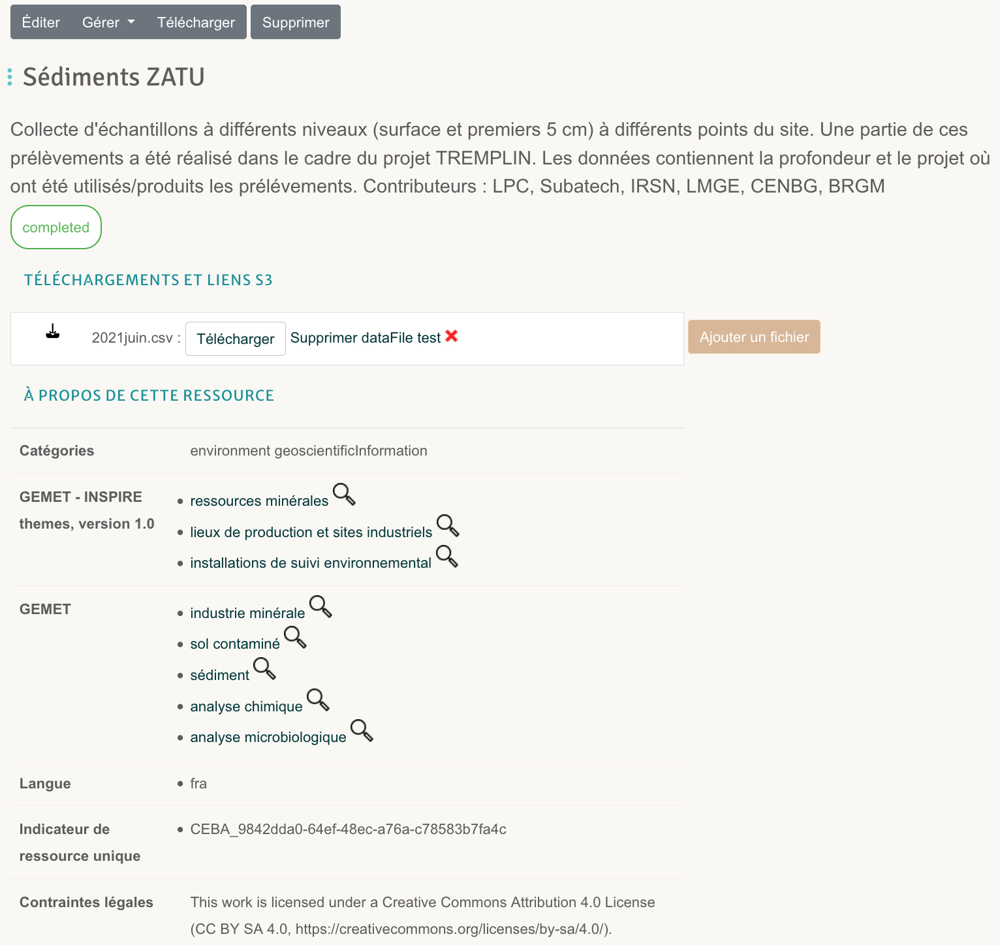 Éditer Gérer Télécharger Supprimer
Sédiments ZATU
Collecte d'échantillons à différents niveaux (surface et premiers 5 cm) à différents points du site. Une partie de ces
prélèvements a été réalisé dans le cadre du projet TREMPLIN. Les données contiennent la profondeur et le projet où
ont été utilisés/produits les prélévements. Contributeurs : LPC, Subatech, IRSN, LMGE, CENBG, BRGM
completed
TÉLÉCHARGEMENTS ET LIENS S3
2021juin.csv : Télécharger Supprimer dataFile test Ajouter un fichier
À PROPOS DE CETTE RESSOURCE
Catégories environment geoscientificInformation
GEMET - INSPIRE
themes, version 1.0
ressources minérales
lieux de production et sites industriels
installations de suivi environnemental
GEMET
industrie minérale
sol contaminé
sédiment
analyse chimique
analyse microbiologique
Langue fra
Indicateur de
ressource unique
CEBA_9842dda0-64ef-48ec-a76a-c78583b7fa4c
Contraintes légales
This work is licensed under a Creative Commons Attribution 4.0 License
(CC BY SA 4.0, https://creativecommons.org/licenses/by-sa/4.0/).